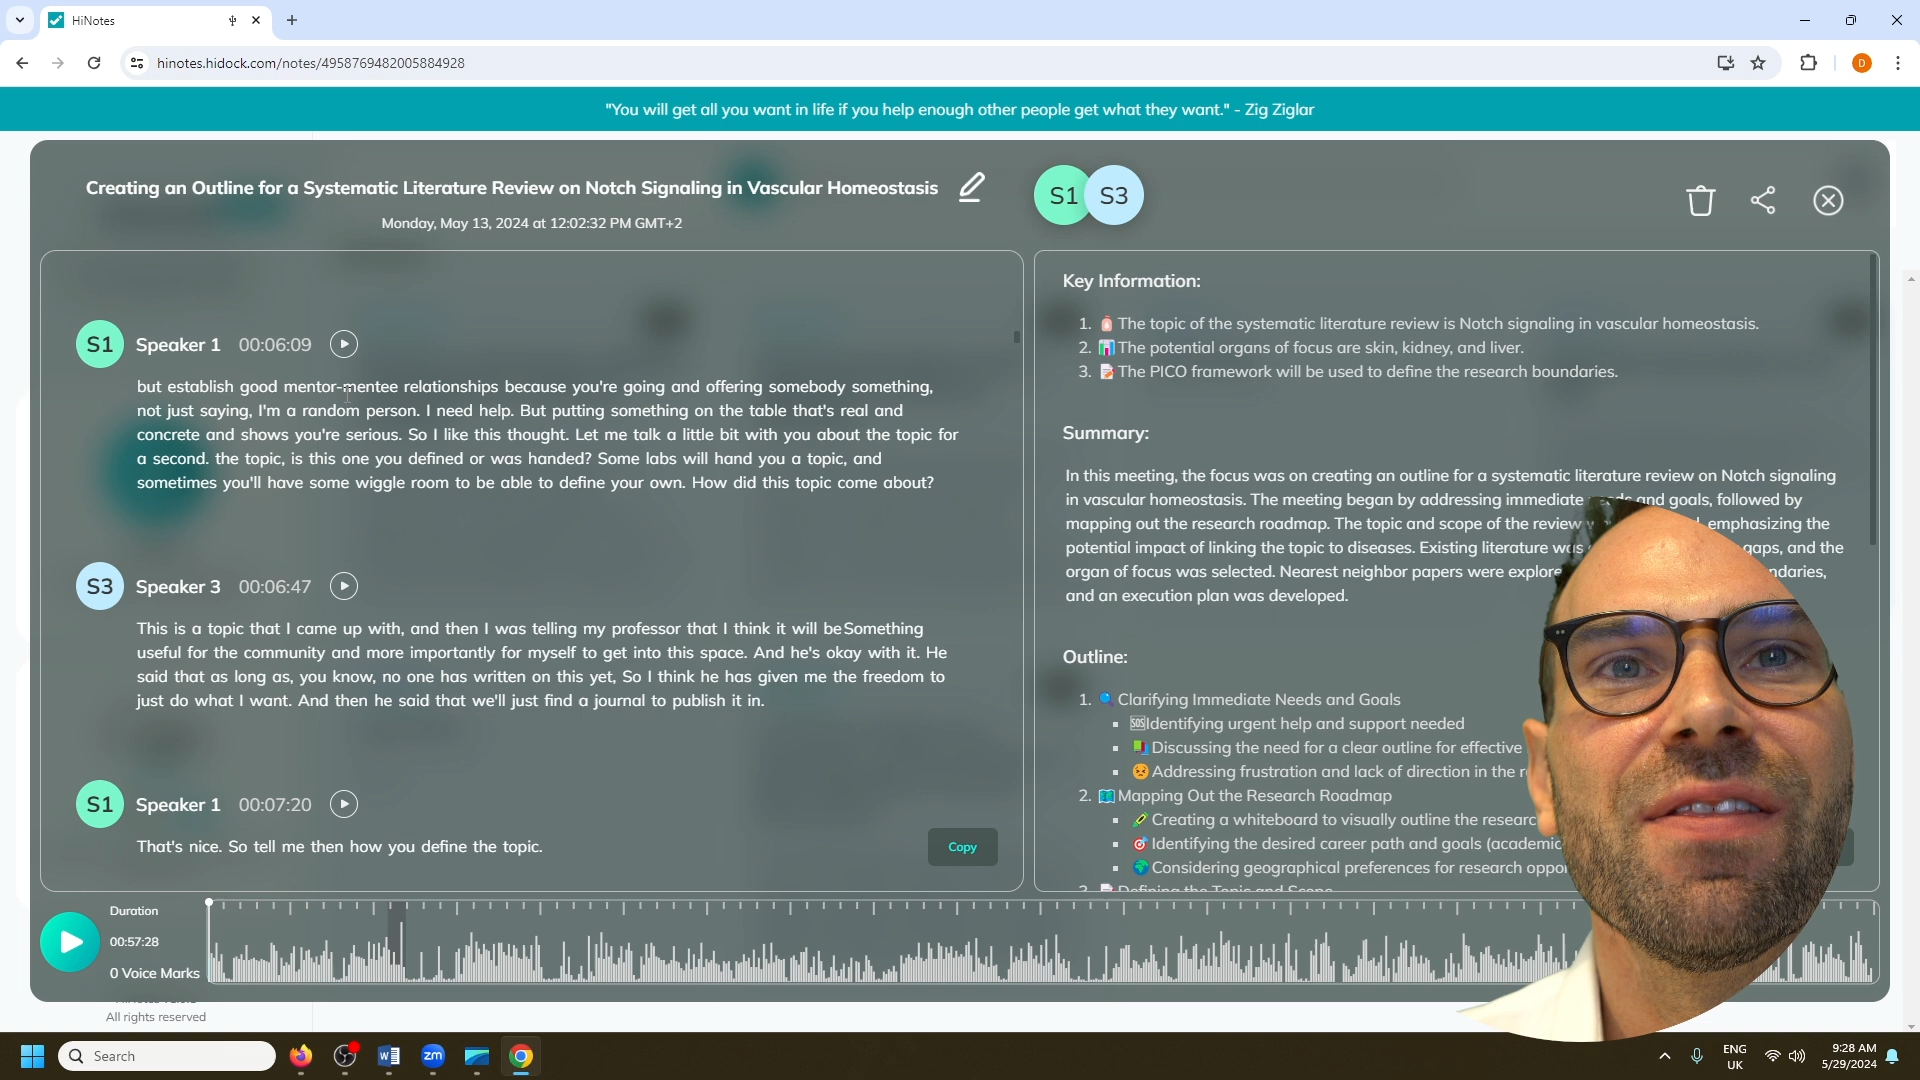 HiNotes
hinotes.hidock.com/notes/4958769482005884928
D
"You will get all you want in life if you help enough other people get what they want." - Zig Ziglar
Creating an Outline for a Systematic Literature Review on Notch Signaling in Vascular Homeostasis
Monday, May 13, 2024 at 12:02:32 PM GMT+2
S1 S3
S1 Speaker 1 00:06:09
but establish good mentor-mentee relationships because you're going and offering somebody something,
not just saying, I'm a random person. I need help. But putting something on the table that's real and
concrete and shows you're serious. So I like this thought. Let me talk a little bit with you about the topic for
a second. the topic, is this one you defined or was handed? Some labs will hand you a topic, and
sometimes you'll have some wiggle room to be able to define your own. How did this topic come about?
S3 Speaker 3 00:06:47
This is a topic that I came up with, and then I was telling my professor that I think it will beSomething
useful for the community and more importantly for myself to get into this space. And he's okay with it. He
said that as long as, you know, no one has written on this yet, So I think he has given me the freedom to
just do what I want. And then he said that we'll just find a journal to publish it in.
S1 Speaker 1 00:07:20
That's nice. So tell me then how you define the topic.
Copy
Key Information:
1. The topic of the systematic literature review is Notch signaling in vascular homeostasis.
2. The potential organs of focus are skin, kidney, and liver.
3. The PICO framework will be used to define the research boundaries.
Summary:
In this meeting, the focus was on creating an outline for a systematic literature review on Notch signaling
in vascular homeostasis. The meeting began by addressing immediate and goals, followed by
mapping out the research roadmap. The topic and scope of the review emphasizing the
potential impact of linking the topic to diseases. Existing literature was gaps, and the
organ of focus was selected. Nearest neighbor papers were
and an execution plan was developed.
Outline:
1. Clarifying Immediate Needs and Goals
SOS Identifying urgent help and support needed
Discussing the need for a clear outline for effective
Addressing frustration and lack of direction in the
2. Mapping Out the Research Roadmap
Creating a whiteboard to visually outline the
Identifying the desired career path and goals
Considering geographical preferences for research
3. Defining the Topic and Scope
Duration
00:57:28
0 Voice Marks
All rights reserved
Search
W
zm
ENG
UK
9:28 AM
5/29/2024